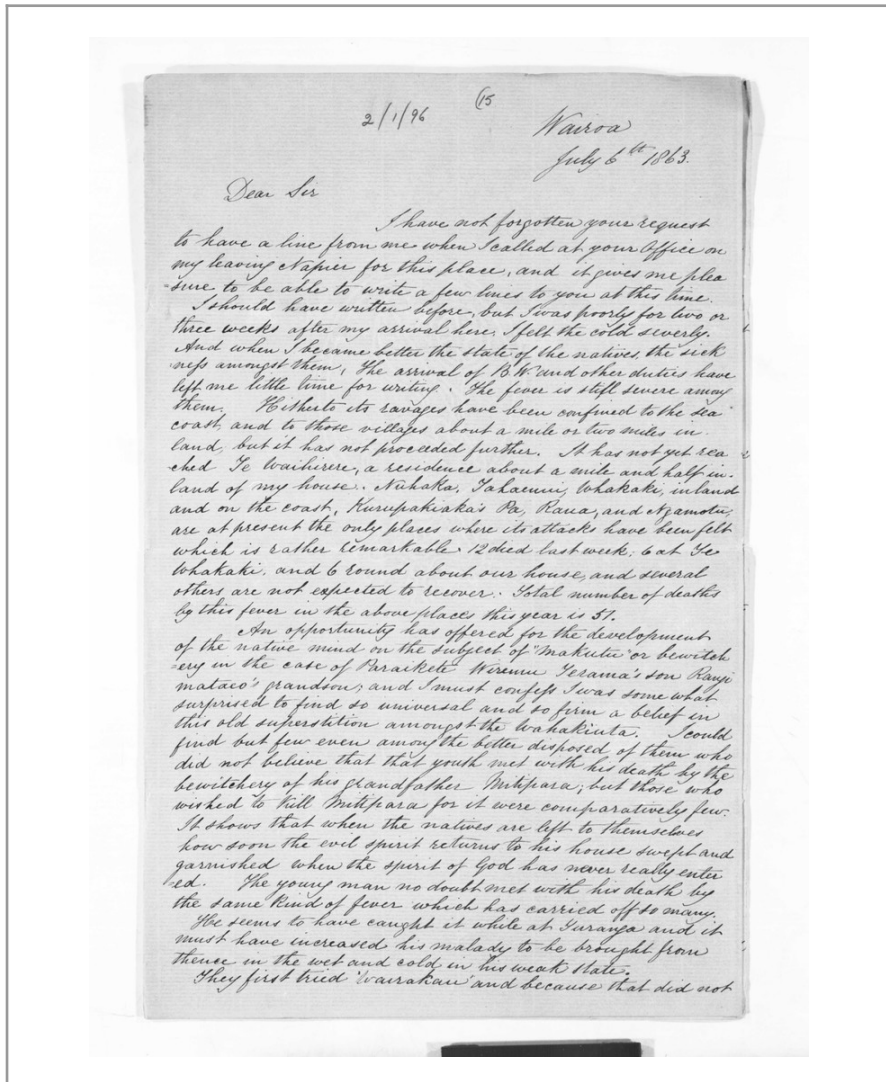 2/1/96
(15
Wairoa
July 6th 1863.
Dear Sir
I have not forgotten your request
to have a line from me when I called at your Office on
my leaving Napier for this place, and it gives me plea
=sure to be able to write a few lines to you at this time.
I should have written before, but I was poorly for two or
three weeks after my arrival here, I felt the cold severly.
And when I became better the state of the natives, the sick
ness amongst them, The arrival of B.W. and other duties have
left me little time for writing. The fever is still severe among
them. Hitherto its ravages have been confined to the sea
coast, and to those villages about a mile or two miles in-
land, but it has not proceeded further. It has not yet rea
ched Te Waihirere, a residence about a mile and half in-
land of my house. Nuhaka, Tahaenui, Whakaki, inland
and on the coast, Kurupakiaka's Pa, Raua, and Ngamotu,
are at present the only places where its attacks have been felt
which is rather remarkable. 12 died last week; 6 at Te
Whakaki, and 6 round about our house, and several
others are not expected to recover. Total number of deaths
by this fever in the above places this year is 51.
An opportunity has offered for the development
of the native mind on the subject of "Makutu" or bewitch
=ery in the case of Paraikete Wiremu Terama's son Rangi
mataeo's grandson; and I must confess I was some what
surprised to find so universal and so firm a belief in
this old superstition amongst the Wahakiuta. I could
find but few even among the better disposed of them who
did not believe that that youth met with his death by the
bewitchery of his grandfather Mitipara; but those who
wished to kill Mitipara for it were comparatively few.
It shows that when the natives are left to themselves
how soon the evil spirit returns to his house swept and
garnished when the spirit of God has never really enter
=ed. The young man no doubt met with his death by
the same kind of fever which has carried off so many.
He seems to have caught it while at Turanga and it
must have increased his malady to be brought from
thence in the wet and cold in his weak state.
They first tried 'Wairakau' and because that did not